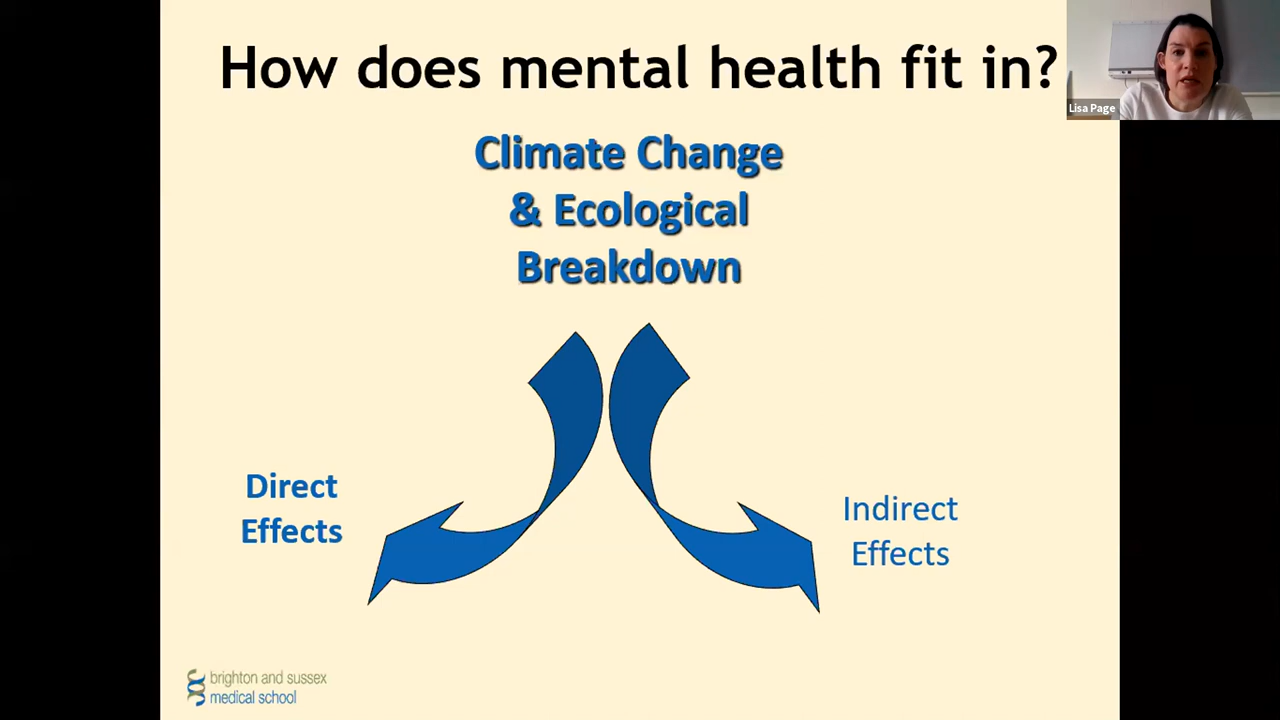 How does mental health fit in?
Lisa Page
Climate Change
& Ecological
Breakdown
Direct
Effects
Indirect
Effects
brighton and sussex
medical school